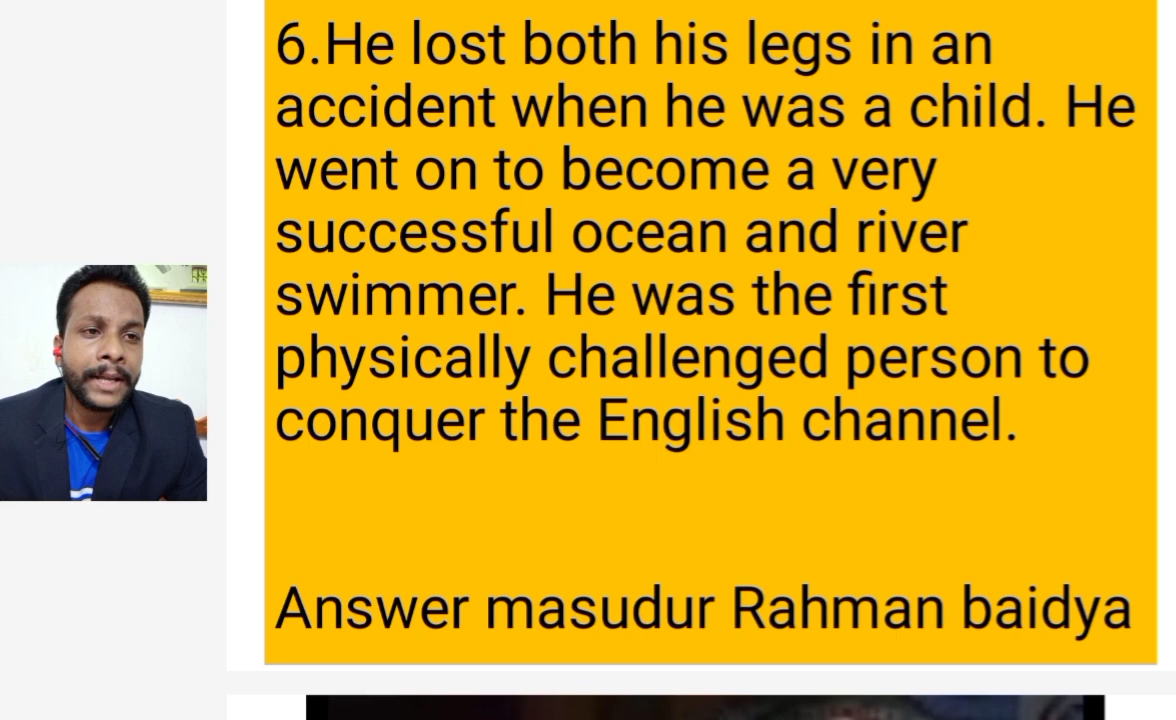 6.He lost both his legs in an
accident when he was a child. He
went on to become a very
successful ocean and river
swimmer. He was the first
physically challenged person to
conquer the English channel.
Answer masudur Rahman baidya